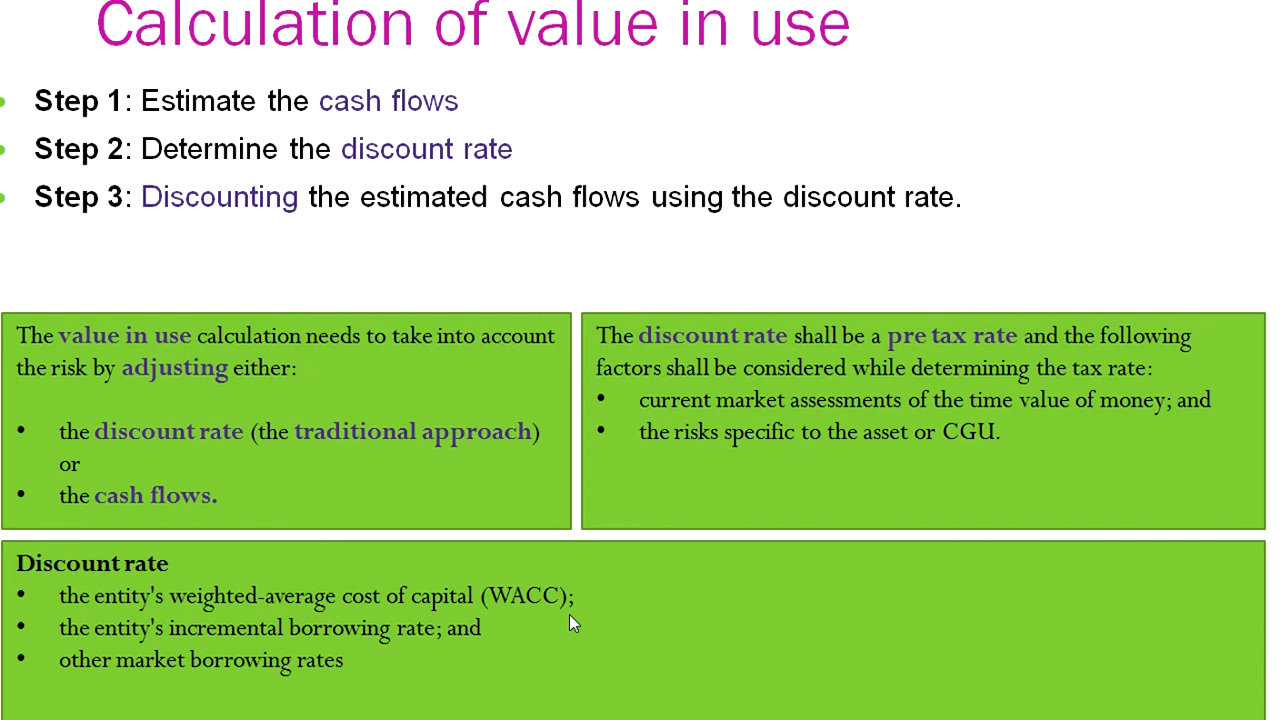 Calculation of value in use
• Step 1: Estimate the cash flows
• Step 2: Determine the discount rate
• Step 3: Discounting the estimated cash flows using the discount rate.
The value in use calculation needs to take into account
the risk by adjusting either:
• the discount rate (the traditional approach)
or
• the cash flows.
The discount rate shall be a pre tax rate and the following
factors shall be considered while determining the tax rate:
• current market assessments of the time value of money; and
• the risks specific to the asset or CGU.
Discount rate
• the entity's weighted-average cost of capital (WACC);
• the entity's incremental borrowing rate; and
• other market borrowing rates